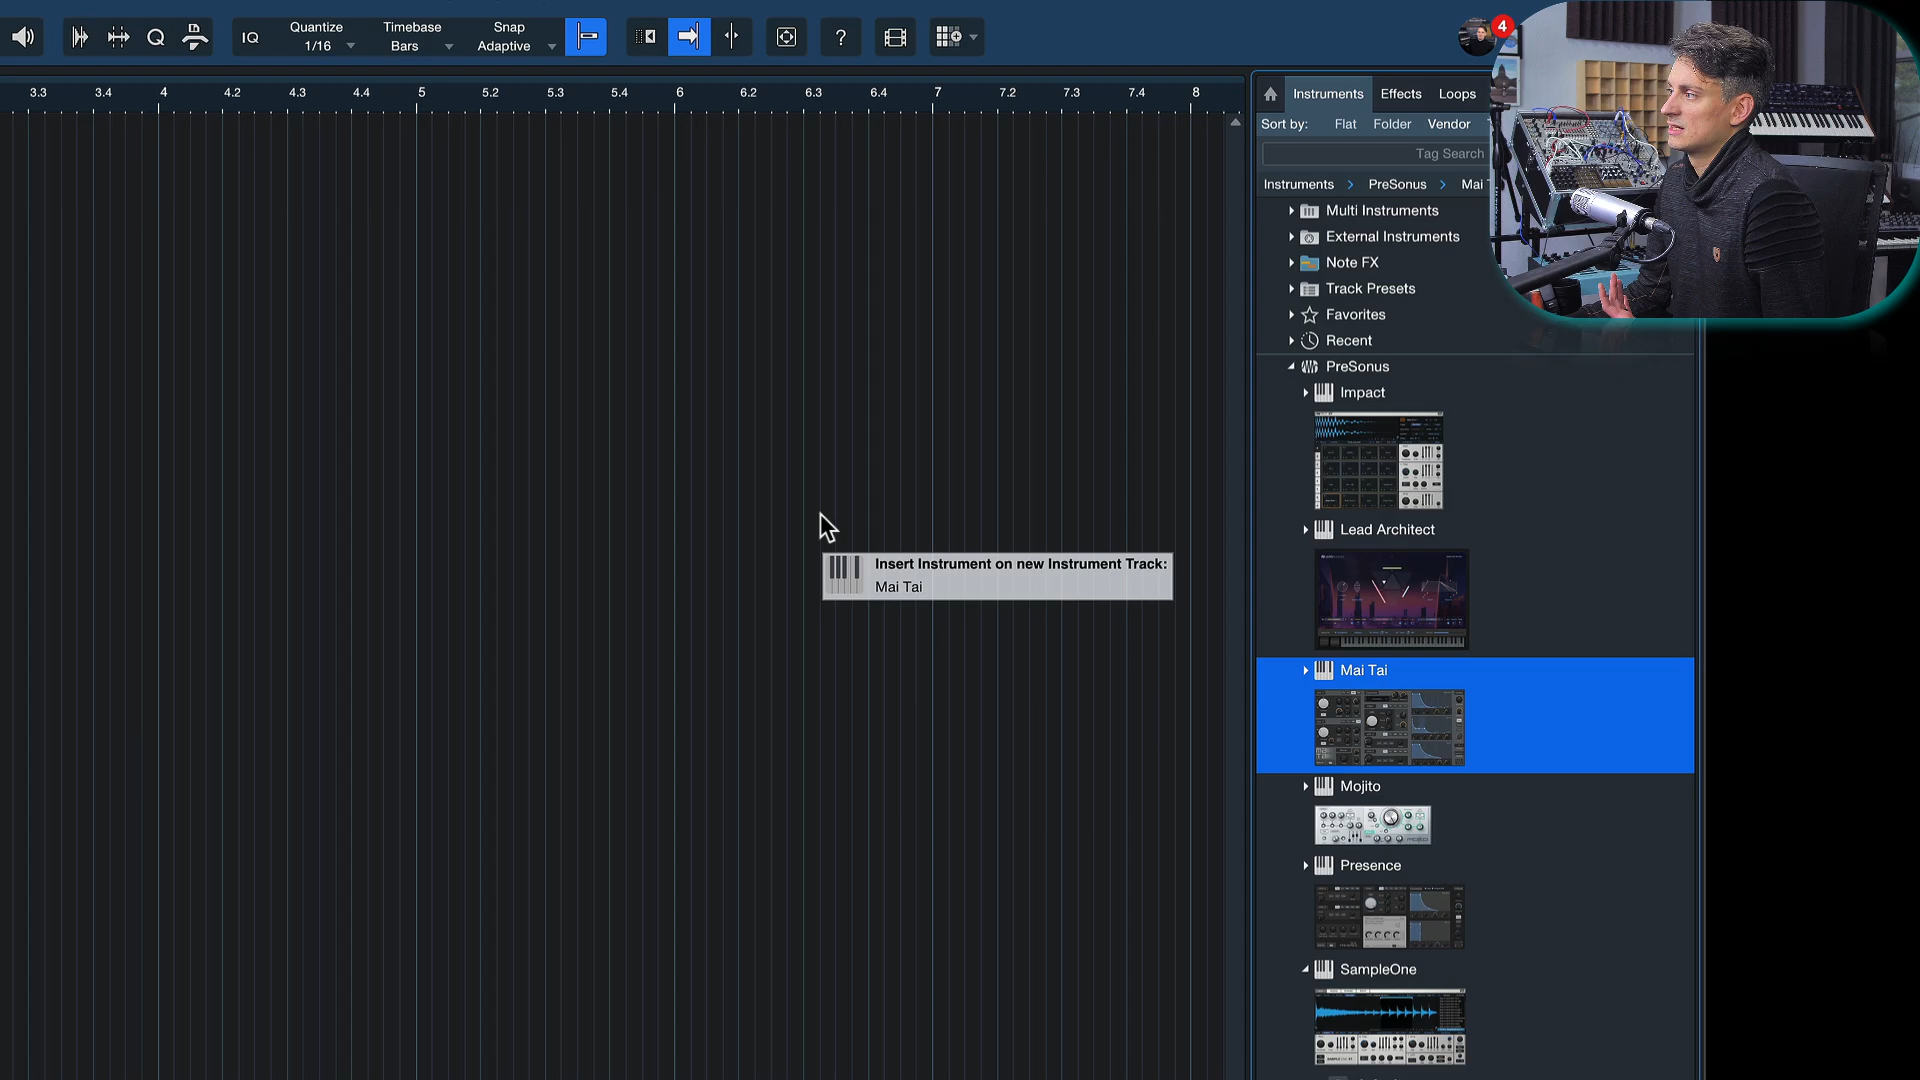 IQ
Quantize
1/16
Timebase
Bars
Snap
Adaptive
?
4
3.3 3.4 4 4.2 4.3 4.4 5 5.2 5.3 5.4 6 6.2 6.3 6.4 7 7.2 7.3 7.4 8
Instruments Effects Loops
Sort by: Flat Folder Vendor
Tag Search
Instruments > PreSonus > Mai
Multi Instruments
External Instruments
Note FX
Track Presets
Favorites
Recent
PreSonus
Impact
Lead Architect
Insert Instrument on new Instrument Track:
Mai Tai
Mai Tai
Mojito
Presence
SampleOne